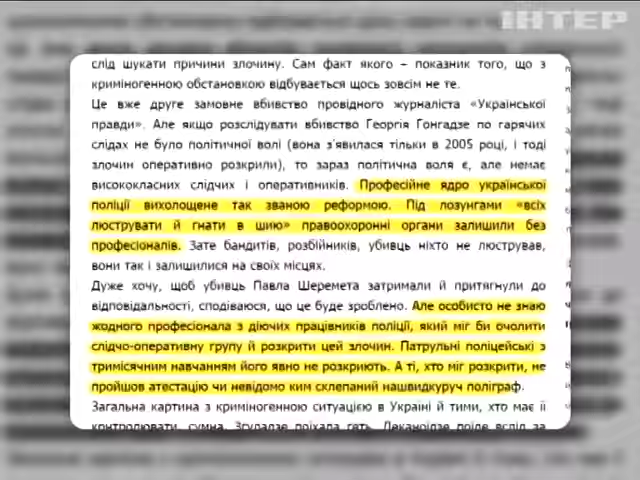 ІНТЕР
слід шукати причини злочину. Сам факт якого – показник того, що з
криміногенною обстановкою відбувається щось зовсім не те.
Це вже друге замовне вбивство провідного журналіста «Української
правди». Але якщо розслідувати вбивство Георгія Гонгадзе по гарячих
слідах не було політичної волі (вона з'явилася тільки в 2005 році, і тоді
злочин оперативно розкрили), то зараз політична воля є, але немає
висококласних слідчих і оперативників. Професійне ядро української
поліції вихолощене так званою реформою. Під лозунгами «всіх
люструвати й гнати в шию» правоохоронні органи залишили без
професіоналів. Зате бандитів, розбійників, убивць ніхто не люстрував,
вони так і залишилися на своїх місцях.
Дуже хочу, щоб убивць Павла Шеремета затримали й притягнули до
відповідальності, сподіваюся, що це буде зроблено. Але особисто не знаю
жодного професіонала з діючих працівників поліції, який міг би очолити
слідчо-оперативну групу й розкрити цей злочин. Патрульні поліцейські з
тримісячним навчанням його явно не розкриють. А ті, хто міг розкрити, не
пройшов атестацію чи невідомо ким склепаний нашвидкуруч поліграф.
Загальна картина з криміногенною ситуацією в Україні й тими, хто має її
контролювати, сумна. Згуладзе поїхала геть. Деканоідзе поїде вслід за